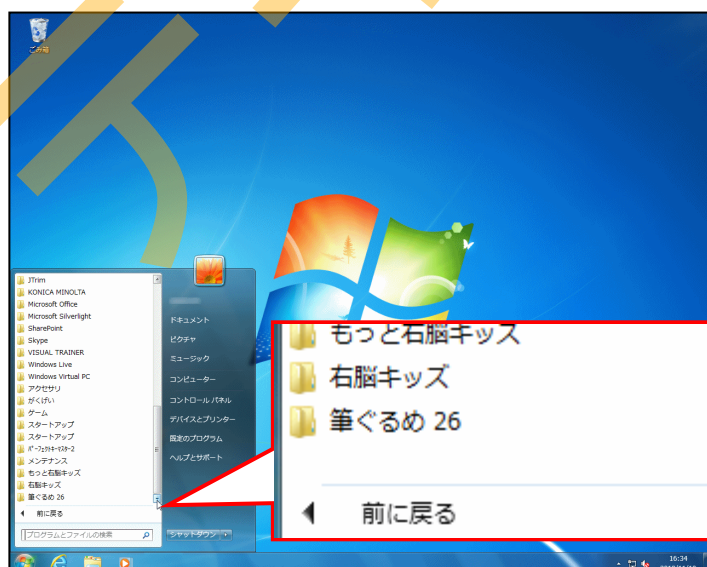 ごみ箱
JTrim
KONICA MINOLTA
Microsoft Office
Microsoft Silverlight
SharePoint
Skype
VISUAL TRAINER
Windows Live
Windows Virtual PC
アクセサリ
がくげい
ゲーム
スタートアップ
スタートアップ
パーフェクトキーマスター2
メンテナンス
もっと右脳キッズ
右脳キッズ
筆ぐるめ 26
前に戻る
プログラムとファイルの検索
ドキュメント
ピクチャ
ミュージック
コンピューター
コントロール パネル
デバイスとプリンター
既定のプログラム
ヘルプとサポート
シャットダウン
もっと右脳キッズ
右脳キッズ
筆ぐるめ 26
前に戻る
16:34